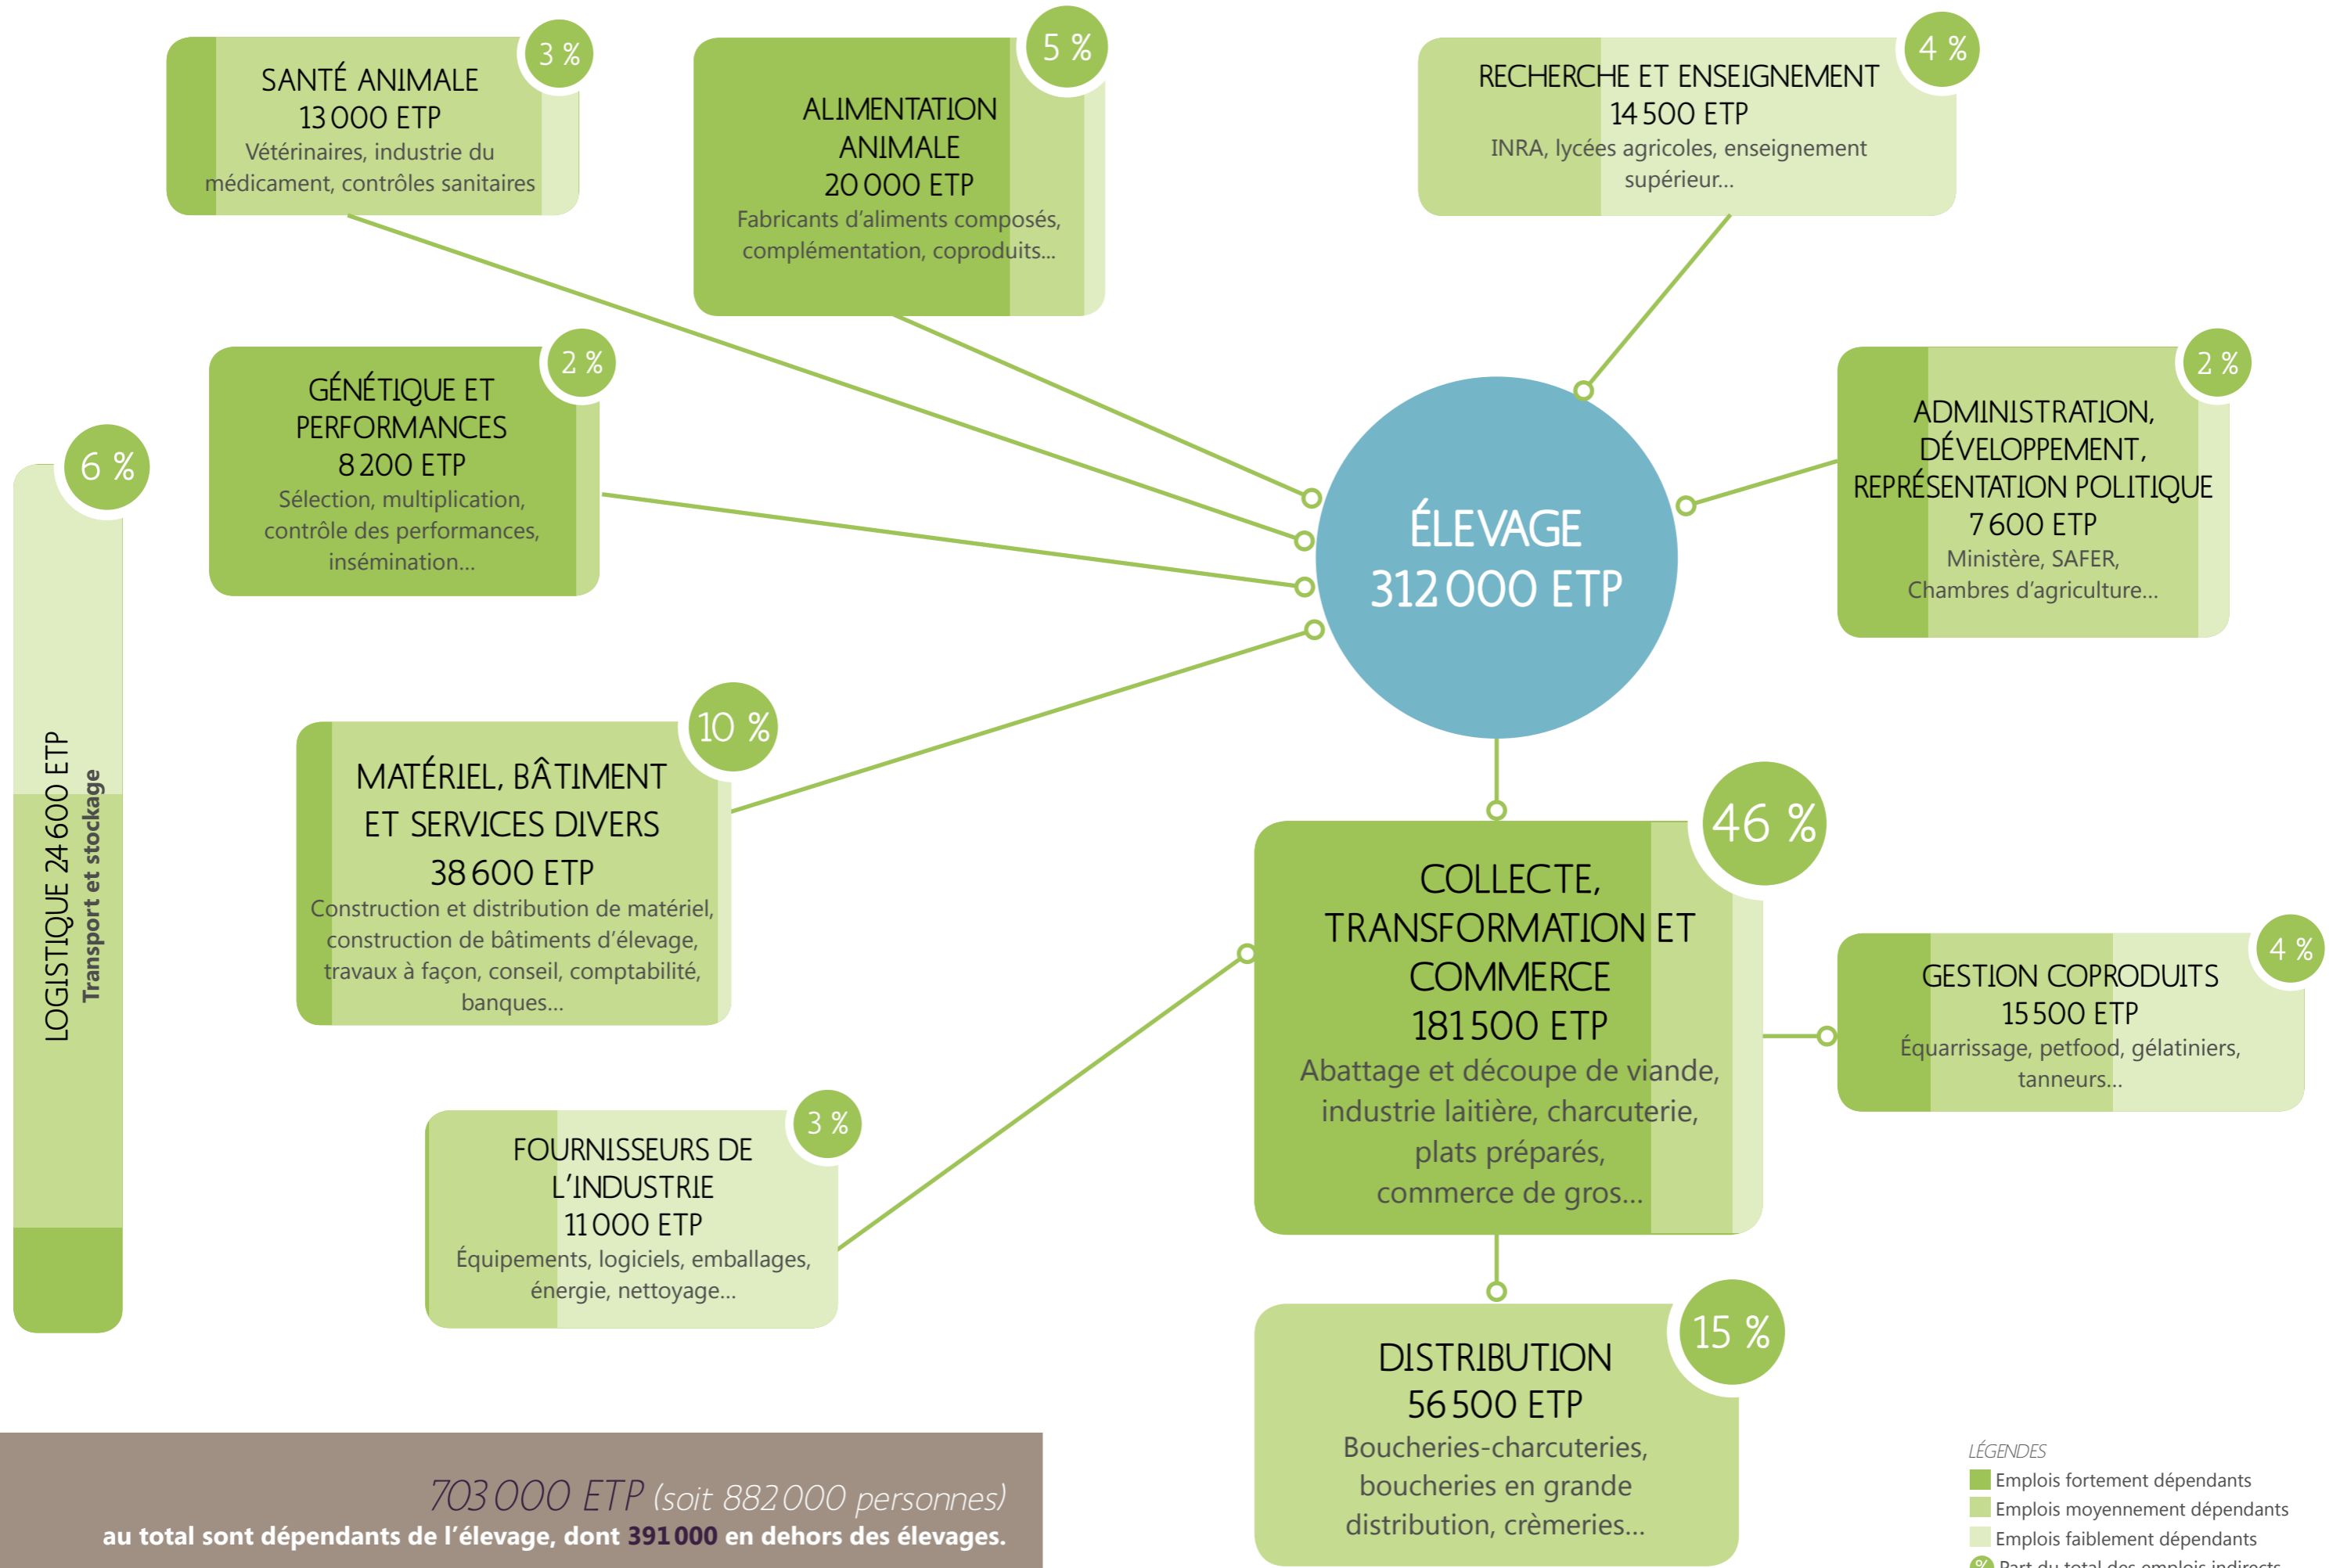 3 %
SANTÉ ANIMALE
13 000 ETP
Vétérinaires, industrie du
médicament, contrôles sanitaires
5 %
ALIMENTATION
ANIMALE
20 000 ETP
Fabricants d'aliments composés,
complémentation, coproduits...
4 %
RECHERCHE ET ENSEIGNEMENT
14 500 ETP
INRA, lycées agricoles, enseignement
supérieur...
2 %
GÉNÉTIQUE ET
PERFORMANCES
8 200 ETP
Sélection, multiplication,
contrôle des performances,
insémination...
2 %
ADMINISTRATION,
DÉVELOPPEMENT,
REPRÉSENTATION POLITIQUE
7 600 ETP
Ministère, SAFER,
Chambres d'agriculture...
ÉLEVAGE
312 000 ETP
6 %
LOGISTIQUE 24 600 ETP
Transport et stockage
10 %
MATÉRIEL, BÂTIMENT
ET SERVICES DIVERS
38 600 ETP
Construction et distribution de matériel,
construction de bâtiments d'élevage,
travaux à façon, conseil, comptabilité,
banques...
46 %
COLLECTE,
TRANSFORMATION ET
COMMERCE
181 500 ETP
Abattage et découpe de viande,
industrie laitière, charcuterie,
plats préparés,
commerce de gros...
4 %
GESTION COPRODUITS
15 500 ETP
Équarrissage, petfood, gélatiniers,
tanneurs...
3 %
FOURNISSEURS DE
L'INDUSTRIE
11 000 ETP
Équipements, logiciels, emballages,
énergie, nettoyage...
15 %
DISTRIBUTION
56 500 ETP
Boucheries-charcuteries,
boucheries en grande
distribution, crèmeries...
703 000 ETP (soit 882 000 personnes)
au total sont dépendants de l'élevage, dont 391 000 en dehors des élevages.
LÉGENDES
Emplois fortement dépendants
Emplois moyennement dépendants
Emplois faiblement dépendants
% Part du total des emplois indirects